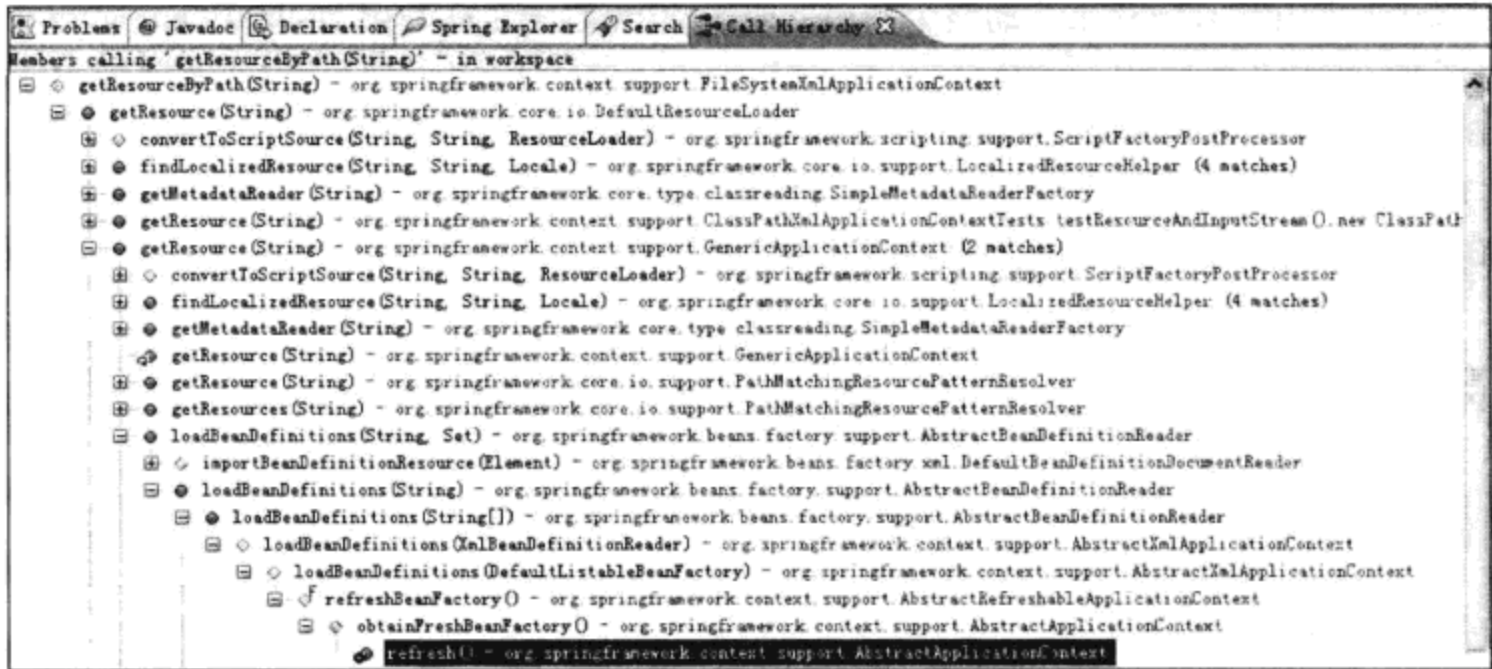 Problems @ Javadoc Declaration Spring Explorer Search Call Hierarchy
Members calling 'getResourceByPath(String)' - in workspace
getResourceByPath(String) - org.springframework.context.support.FileSystemXmlApplicationContext
getResource(String) - org.springframework.core.io.DefaultResourceLoader
convertToScriptSource(String, String, ResourceLoader) - org.springframework.scripting.support.ScriptFactoryPostProcessor
findLocalizedResource(String, String, Locale) - org.springframework.core.io.support.LocalizedResourceHelper (4 matches)
getMetadataReader(String) - org.springframework.core.type.classreading.SimpleMetadataReaderFactory
getResource(String) - org.springframework.context.support.ClassPathXmlApplicationContextTests.testResourceAndInputStream().new ClassPath
getResource(String) - org.springframework.context.support.GenericApplicationContext (2 matches)
convertToScriptSource(String, String, ResourceLoader) - org.springframework.scripting.support.ScriptFactoryPostProcessor
findLocalizedResource(String, String, Locale) - org.springframework.core.io.support.LocalizedResourceHelper (4 matches)
getMetadataReader(String) - org.springframework.core.type.classreading.SimpleMetadataReaderFactory
getResource(String) - org.springframework.context.support.GenericApplicationContext
getResource(String) - org.springframework.core.io.support.PathMatchingResourcePatternResolver
getResources(String) - org.springframework.core.io.support.PathMatchingResourcePatternResolver
loadBeanDefinitions(String, Set) - org.springframework.beans.factory.support.AbstractBeanDefinitionReader
importBeanDefinitionResource(Element) - org.springframework.beans.factory.xml.DefaultBeanDefinitionDocumentReader
loadBeanDefinitions(String) - org.springframework.beans.factory.support.AbstractBeanDefinitionReader
loadBeanDefinitions(String[]) - org.springframework.beans.factory.support.AbstractBeanDefinitionReader
loadBeanDefinitions(XmlBeanDefinitionReader) - org.springframework.context.support.AbstractXmlApplicationContext
loadBeanDefinitions(DefaultListableBeanFactory) - org.springframework.context.support.AbstractXmlApplicationContext
refreshBeanFactory() - org.springframework.context.support.AbstractRefreshableApplicationContext
obtainFreshBeanFactory() - org.springframework.context.support.AbstractApplicationContext
refresh() - org.springframework.context.support.AbstractApplicationContext